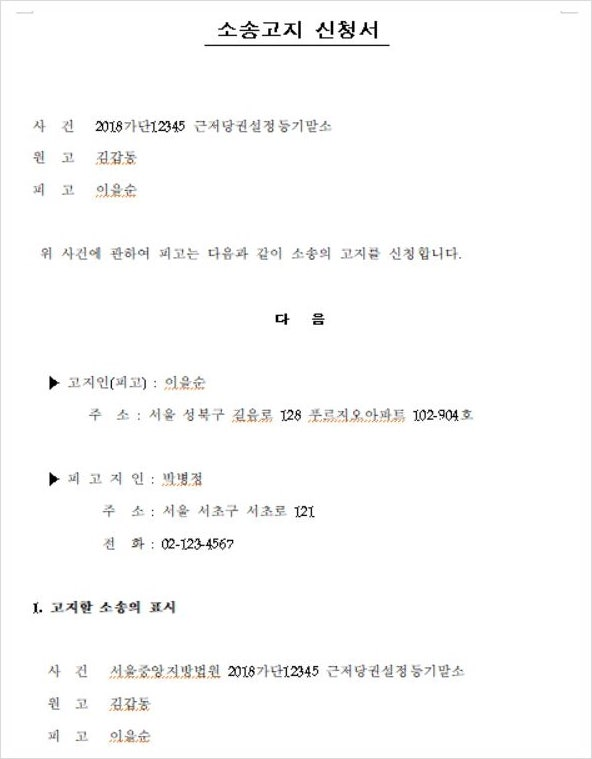 소송고지 신청서
사 건 2018가단12345 근저당권설정등기말소
원 고 김갑동
피 고 이을순
위 사건에 관하여 피고는 다음과 같이 소송의 고지를 신청합니다.
다 음
▶ 고지인(피고) : 이을순
주 소 : 서울 성북구 길음로 128 푸르지오아파트 102-904호
▶ 피 고 지 인 : 박병정
주 소 : 서울 서초구 서초로 121
전 화 : 02-123-4567
1. 고지할 소송의 표시
사 건 서울중앙지방법원 2018가단12345 근저당권설정등기말소
원 고 김갑동
피 고 이을순